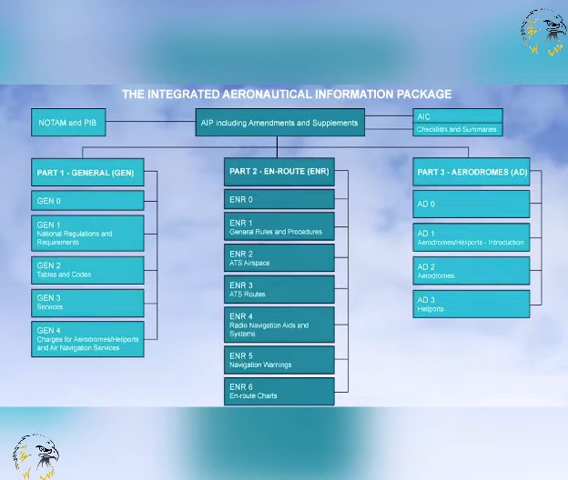 THE INTEGRATED AERONAUTICAL INFORMATION PACKAGE
NOTAM and PIB
AIP including Amendments and Supplements
AIC
Checklists and Summaries
PART 1 - GENERAL (GEN)
GEN 0
GEN 1
National Regulations and
Requirements
GEN 2
Tables and Codes
GEN 3
Services
GEN 4
Charges for Aerodromes/Heliports
and Air Navigation Services
PART 2 - EN-ROUTE (ENR)
ENR 0
ENR 1
General Rules and Procedures
ENR 2
ATS Airspace
ENR 3
ATS Routes
ENR 4
Radio Navigation Aids and
Systems
ENR 5
Navigation Warnings
ENR 6
En-route Charts
PART 3 - AERODROMES (AD)
AD 0
AD 1
Aerodromes/Heliports - Introduction
AD 2
Aerodromes
AD 3
Heliports